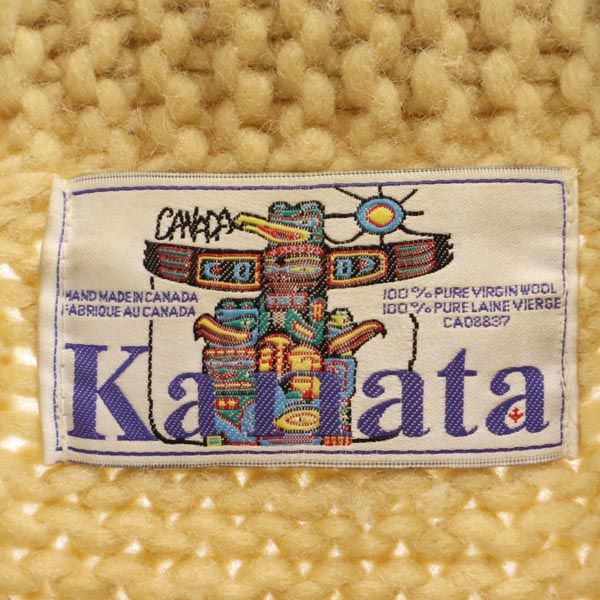 CANADA
HAND MADE IN CANADA
FABRIQUE AU CANADA
100% PURE VIRGIN WOOL
100% PURE LAINE VIERGE
CA08837
Kanata